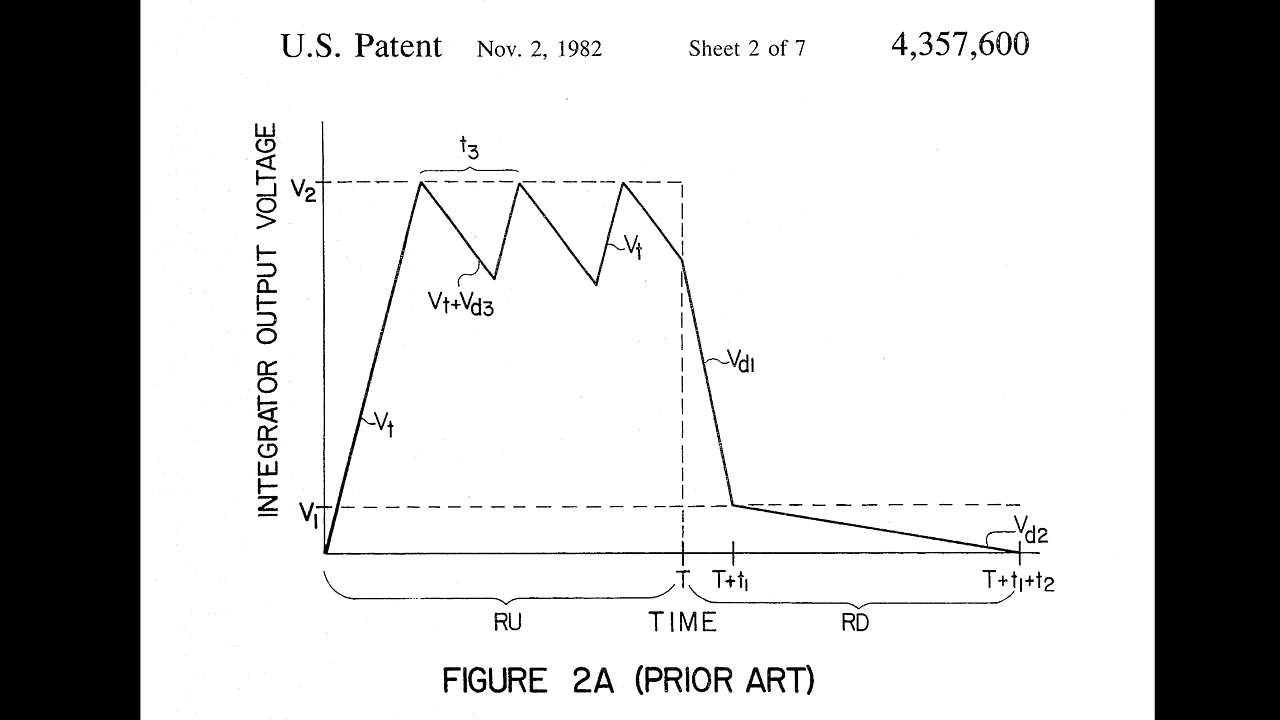 U.S. Patent Nov. 2, 1982 Sheet 2 of 7 4,357,600
INTEGRATOR OUTPUT VOLTAGE
t3
V2
Vt
Vt+Vd3
Vd1
Vt
V1
Vd2
T T+t1 T+t1+t2
RU TIME RD
FIGURE 2A (PRIOR ART)